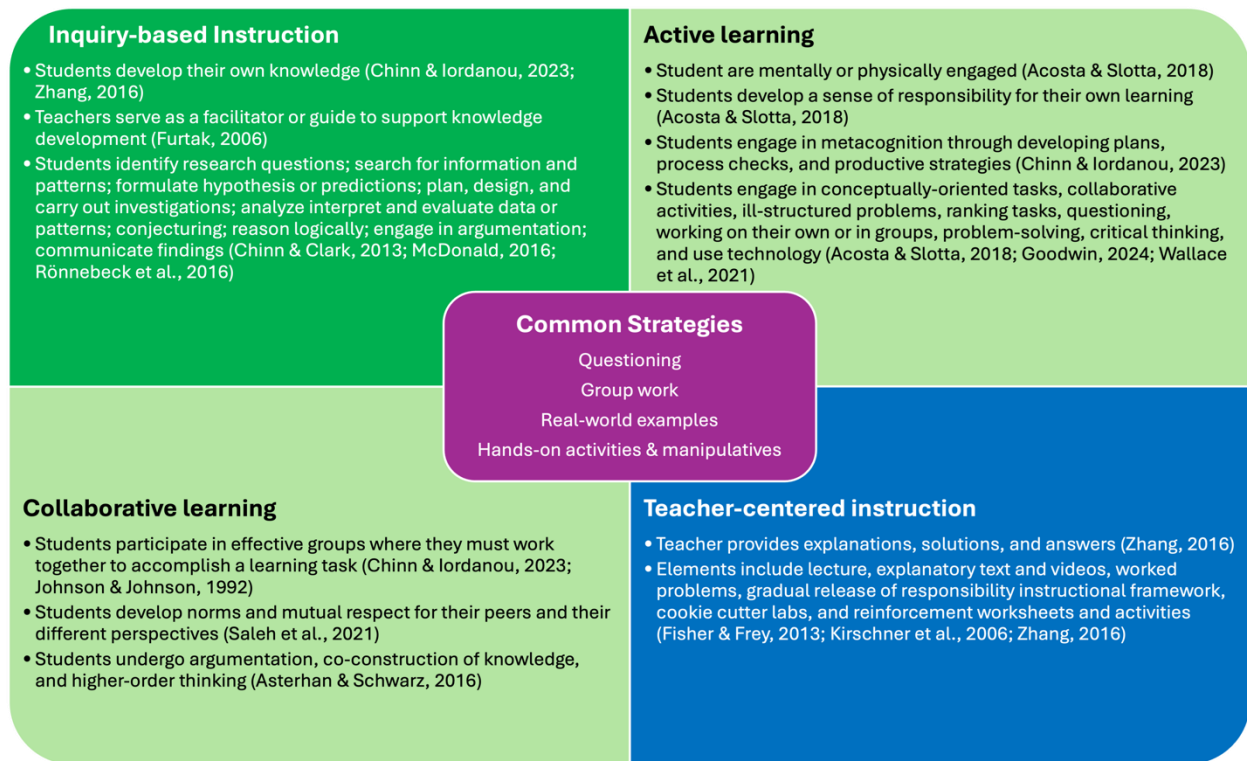 Inquiry-based Instruction
• Students develop their own knowledge (Chinn & Iordanou, 2023;
Zhang, 2016)
• Teachers serve as a facilitator or guide to support knowledge
development (Furtak, 2006)
• Students identify research questions; search for information and
patterns; formulate hypothesis or predictions; plan, design, and
carry out investigations; analyze interpret and evaluate data or
patterns; conjecturing; reason logically; engage in argumentation;
communicate findings (Chinn & Clark, 2013; McDonald, 2016;
Rönnebeck et al., 2016)
Active learning
• Student are mentally or physically engaged (Acosta & Slotta, 2018)
• Students develop a sense of responsibility for their own learning
(Acosta & Slotta, 2018)
• Students engage in metacognition through developing plans,
process checks, and productive strategies (Chinn & Iordanou, 2023)
• Students engage in conceptually-oriented tasks, collaborative
activities, ill-structured problems, ranking tasks, questioning,
working on their own or in groups, problem-solving, critical thinking,
and use technology (Acosta & Slotta, 2018; Goodwin, 2024; Wallace
et al., 2021)
Common Strategies
Questioning
Group work
Real-world examples
Hands-on activities & manipulatives
Collaborative learning
• Students participate in effective groups where they must work
together to accomplish a learning task (Chinn & Iordanou, 2023;
Johnson & Johnson, 1992)
• Students develop norms and mutual respect for their peers and their
different perspectives (Saleh et al., 2021)
• Students undergo argumentation, co-construction of knowledge,
and higher-order thinking (Asterhan & Schwarz, 2016)
Teacher-centered instruction
• Teacher provides explanations, solutions, and answers (Zhang, 2016)
• Elements include lecture, explanatory text and videos, worked
problems, gradual release of responsibility instructional framework,
cookie cutter labs, and reinforcement worksheets and activities
(Fisher & Frey, 2013; Kirschner et al., 2006; Zhang, 2016)